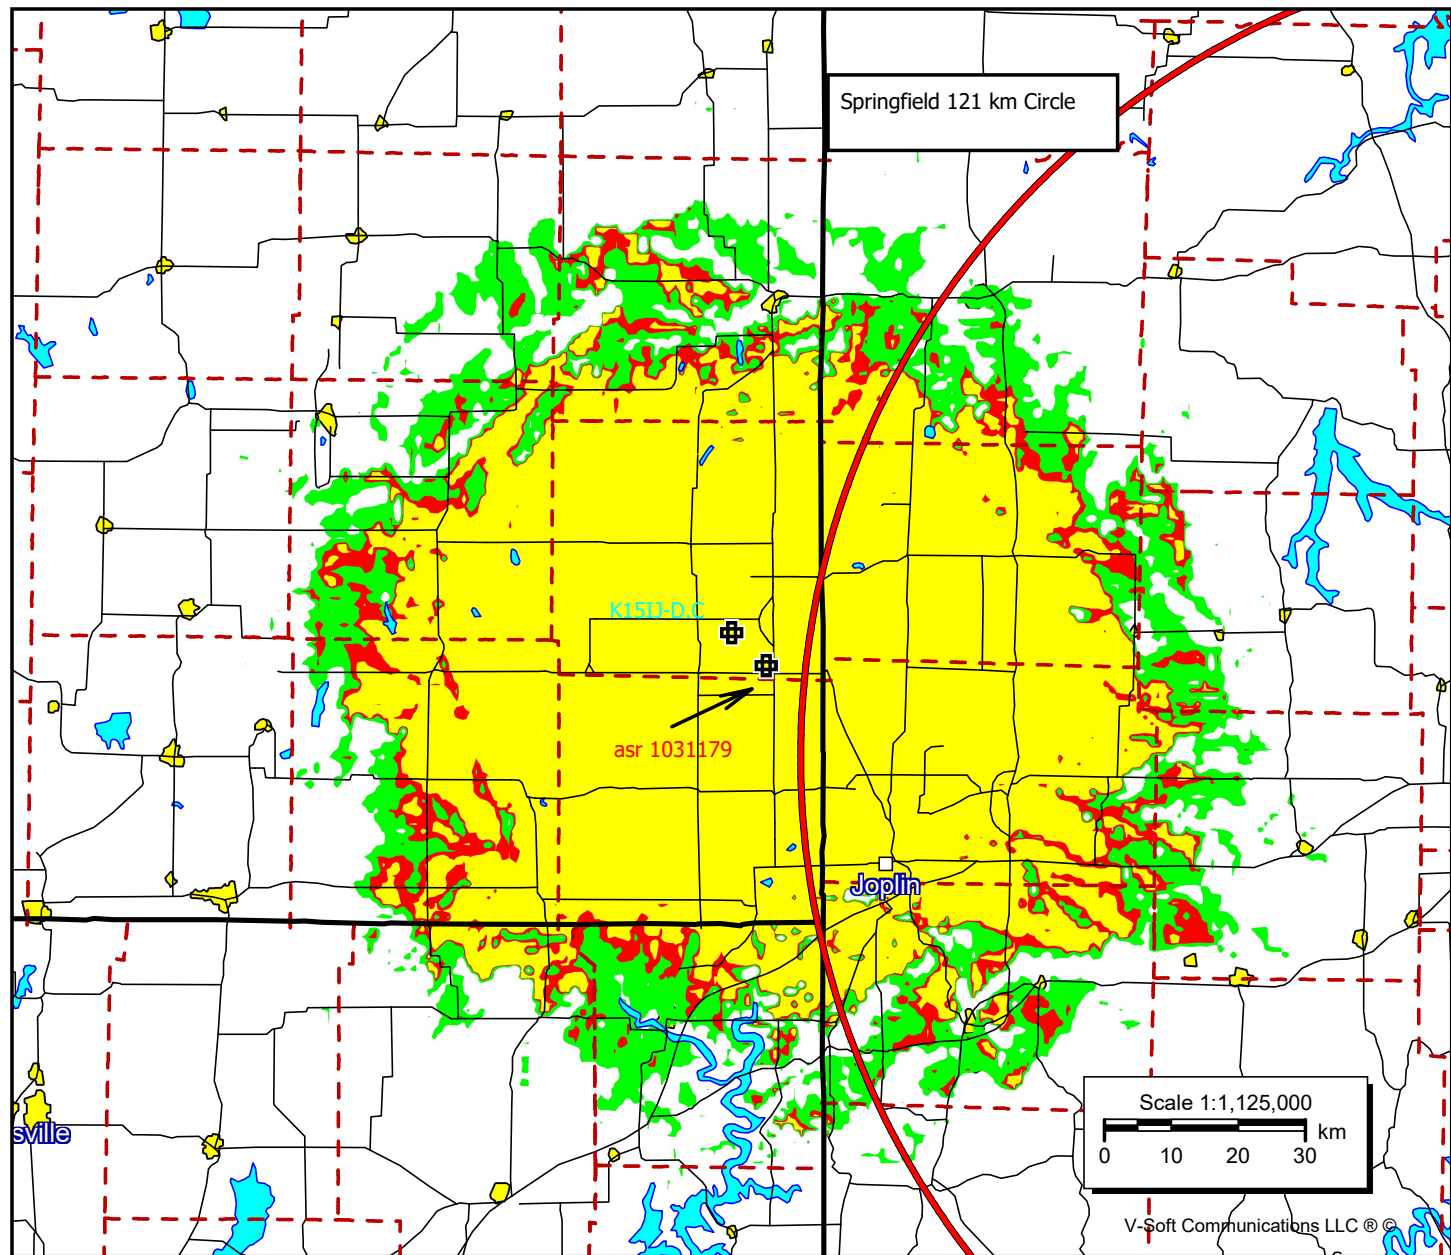 Springfield 121 km Circle
K15IJ-D.C
asr 1031179
Joplin
sville
Scale 1:1,125,000
km
0 10 20 30
V-Soft Communications LLC ® ©